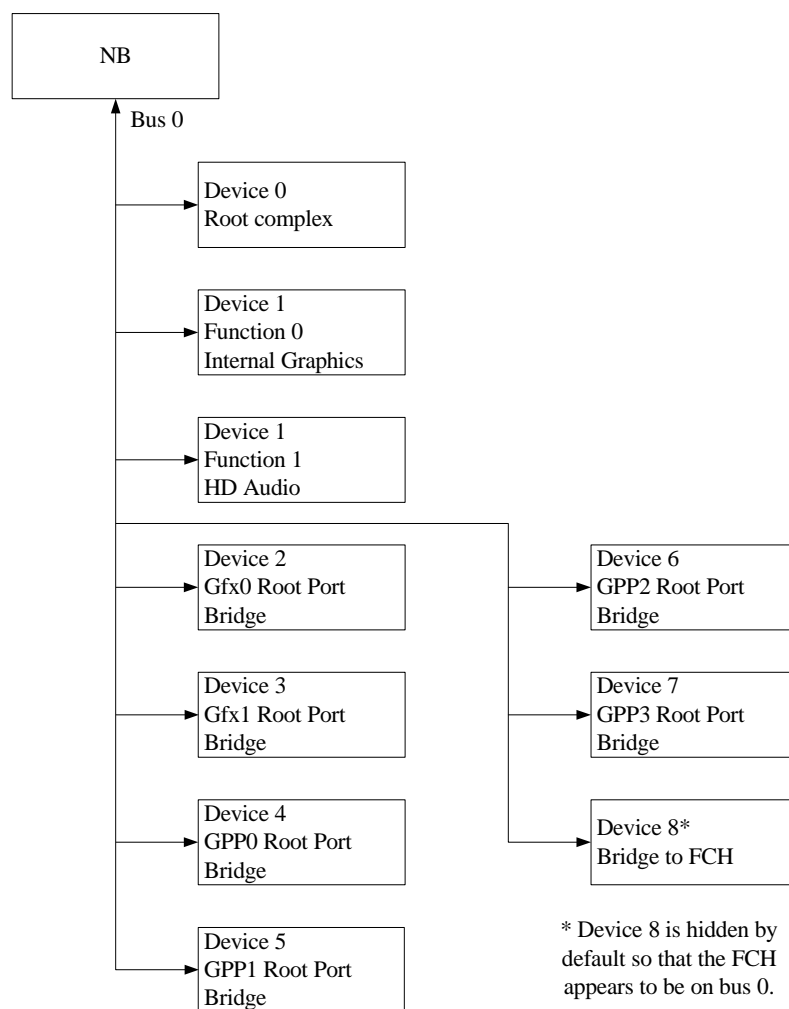 NB
Bus 0
Device 0
Root complex
Device 1
Function 0
Internal Graphics
Device 1
Function 1
HD Audio
Device 2
Gfx0 Root Port
Bridge
Device 3
Gfx1 Root Port
Bridge
Device 4
GPP0 Root Port
Bridge
Device 5
GPP1 Root Port
Bridge
Device 6
GPP2 Root Port
Bridge
Device 7
GPP3 Root Port
Bridge
Device 8*
Bridge to FCH
* Device 8 is hidden by
default so that the FCH
appears to be on bus 0.